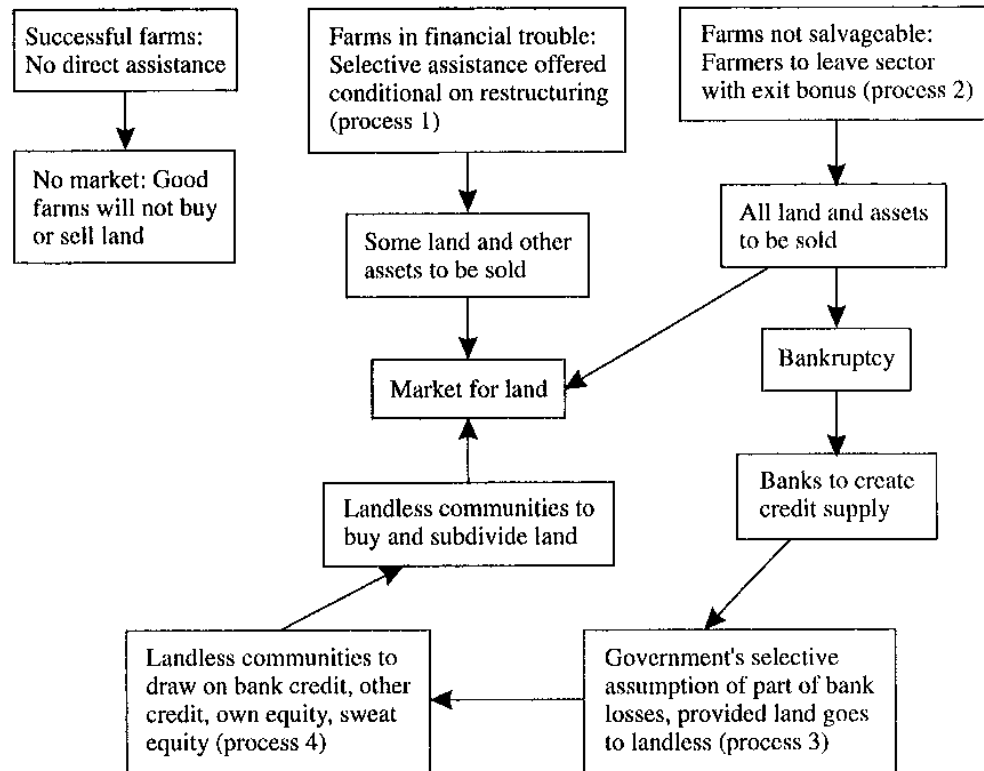 Successful farms:
No direct assistance
Farms in financial trouble:
Selective assistance offered
conditional on restructuring
(process 1)
Farms not salvageable:
Farmers to leave sector
with exit bonus (process 2)
No market: Good
farms will not buy
or sell land
Some land and other
assets to be sold
All land and assets
to be sold
Market for land
Bankruptcy
Landless communities to
buy and subdivide land
Banks to create
credit supply
Landless communities to
draw on bank credit, other
credit, own equity, sweat
equity (process 4)
Government's selective
assumption of part of bank
losses, provided land goes
to landless (process 3)